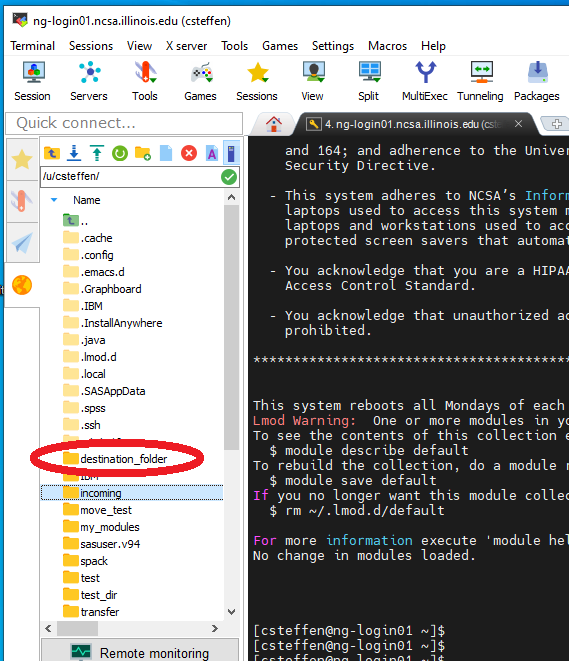 ng-login01.ncsa.illinois.edu (csteffen)
Terminal Sessions View X server Tools Games Settings Macros Help
Session Servers Tools Games Sessions View Split MultiExec Tunneling Packages
Quick connect...
4. ng-login01.ncsa.illinois.edu (cs
/u/csteffen/
Name
..
.cache
.config
.emacs.d
.Graphboard
.IBM
.InstallAnywhere
.java
.lmod.d
.local
.SASAppData
.spss
.ssh
destination_folder
IBM
incoming
move_test
my_modules
sasuser.v94
spack
test
test_dir
transfer
Remote monitoring
and 164; and adherence to the Univer
Security Directive.
- This system adheres to NCSA's Inform
laptops used to access this system m
laptops and workstations used to acc
protected screen savers that automat
- You acknowledge that you are a HIPAA
Access Control Standard.
- You acknowledge that unauthorized ac
prohibited.
****************************************
This system reboots all Mondays of each
Lmod Warning: One or more modules in yo
To see the contents of this collection e
$ module describe default
To rebuild the collection, do a module r
$ module save default
If you no longer want this module collec
$ rm ~/.lmod.d/default
For more information execute 'module hel
No change in modules loaded.
[csteffen@ng-login01 ~]$
[csteffen@ng-login01 ~]$
[csteffen@ng-login01 ~]$